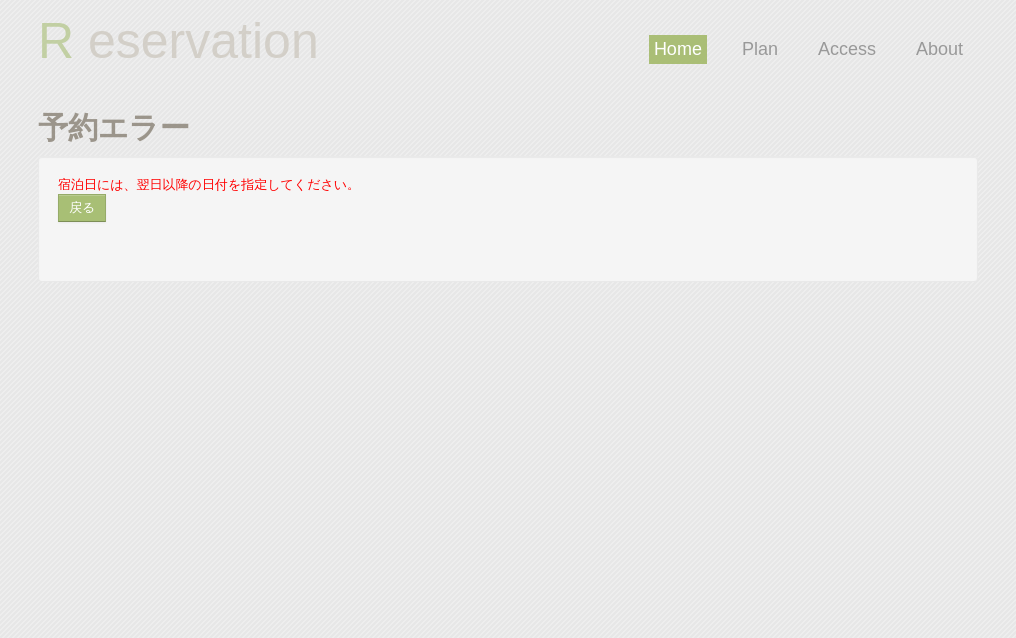 R eservation
Home Plan Access About
予約エラー
宿泊日には、翌日以降の日付を指定してください。
戻る